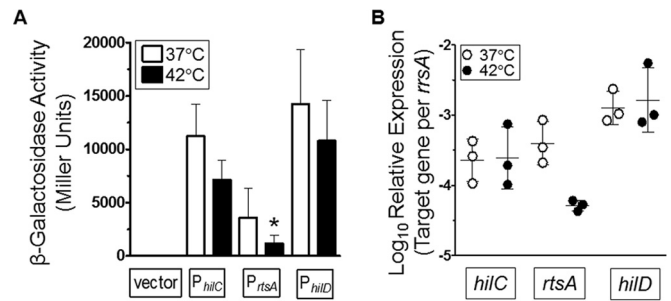 A
β-Galactosidase Activity
(Miller Units)
20000
15000
10000
5000
0
37°C
42°C
*
vector
PhilC
PrtsA
PhilD
B
Log10 Relative Expression
(Target gene per rrsA)
-2
-3
-4
-5
37°C
42°C
hilC
rtsA
hilD